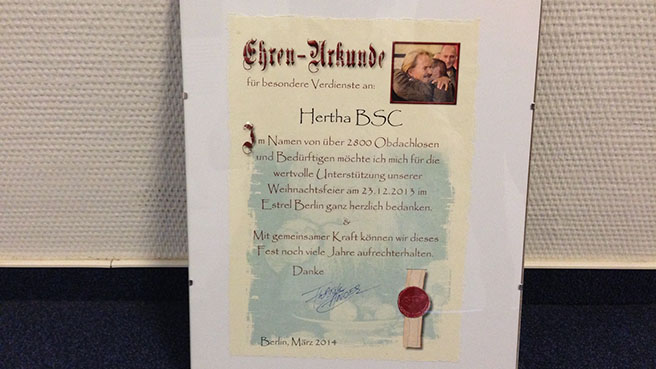 Ehren-Urkunde
für besondere Verdienste an:
Hertha BSC
Im Namen von über 2800 Obdachlosen
und Bedürftigen möchte ich mich für die
wertvolle Unterstützung unserer
Weihnachtsfeier am 23.12.2013 im
Estrel Berlin ganz herzlich bedanken.
&
Mit gemeinsamer Kraft können wir dieses
Fest noch viele Jahre aufrechterhalten.
Danke
Berlin, März 2014